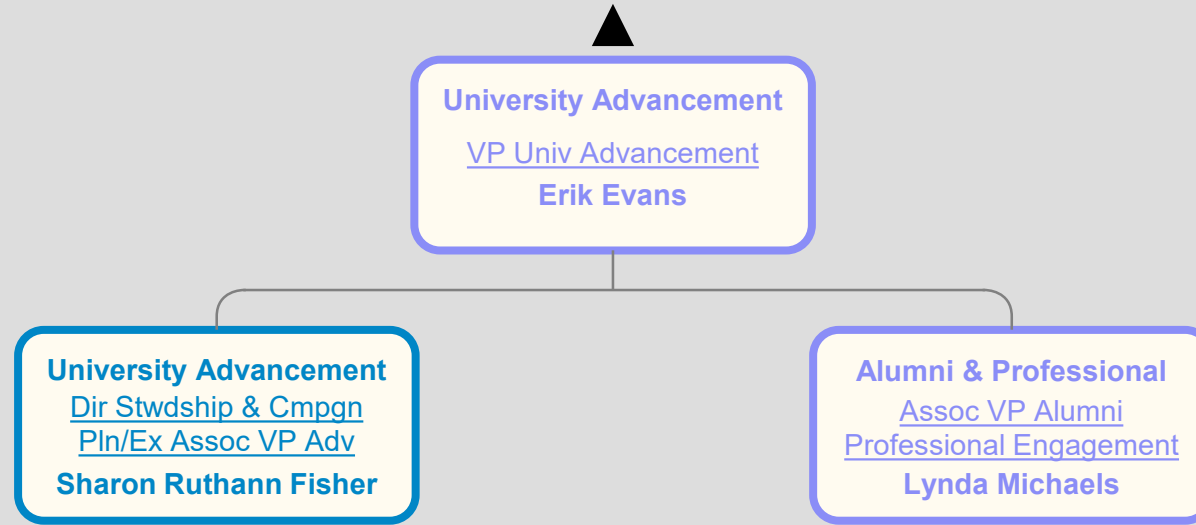 University Advancement
VP Univ Advancement
Erik Evans
University Advancement
Dir Stwdship & Cmpgn
Pln/Ex Assoc VP Adv
Sharon Ruthann Fisher
Alumni & Professional
Assoc VP Alumni
Professional Engagement
Lynda Michaels